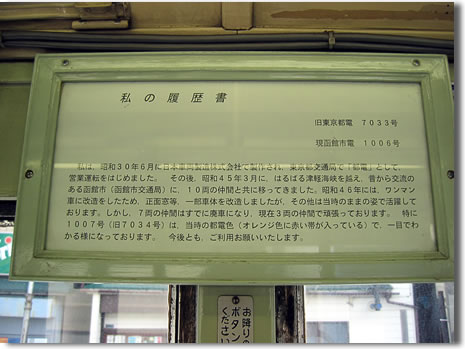 私の履歴書
旧東京都電　7033号
現函館市電　1006号
私は、昭和30年6月に日本車両製造株式会社で製作され、東京都交通局で「都電」として、
営業運転をはじめました。　その後、昭和45年3月に、はるばる津軽海峡を越え、昔から交流の
ある函館市（函館市交通局）に、10両の仲間と共に移ってきました。昭和46年には、ワンマン
車に改造をしたため、正面窓等、一部車体を改造しましたが、その他は当時のままの姿で活躍して
おります。しかし、7両の仲間はすでに廃車になり、現在3両の仲間で頑張っております。　特に
1007号（旧7034号）は、当時の都電色（オレンジ色に赤い帯が入っている）で、一目でわ
かる様になっております。　今後とも、ご利用お願いいたします。
お降りの
ボタン
くださ